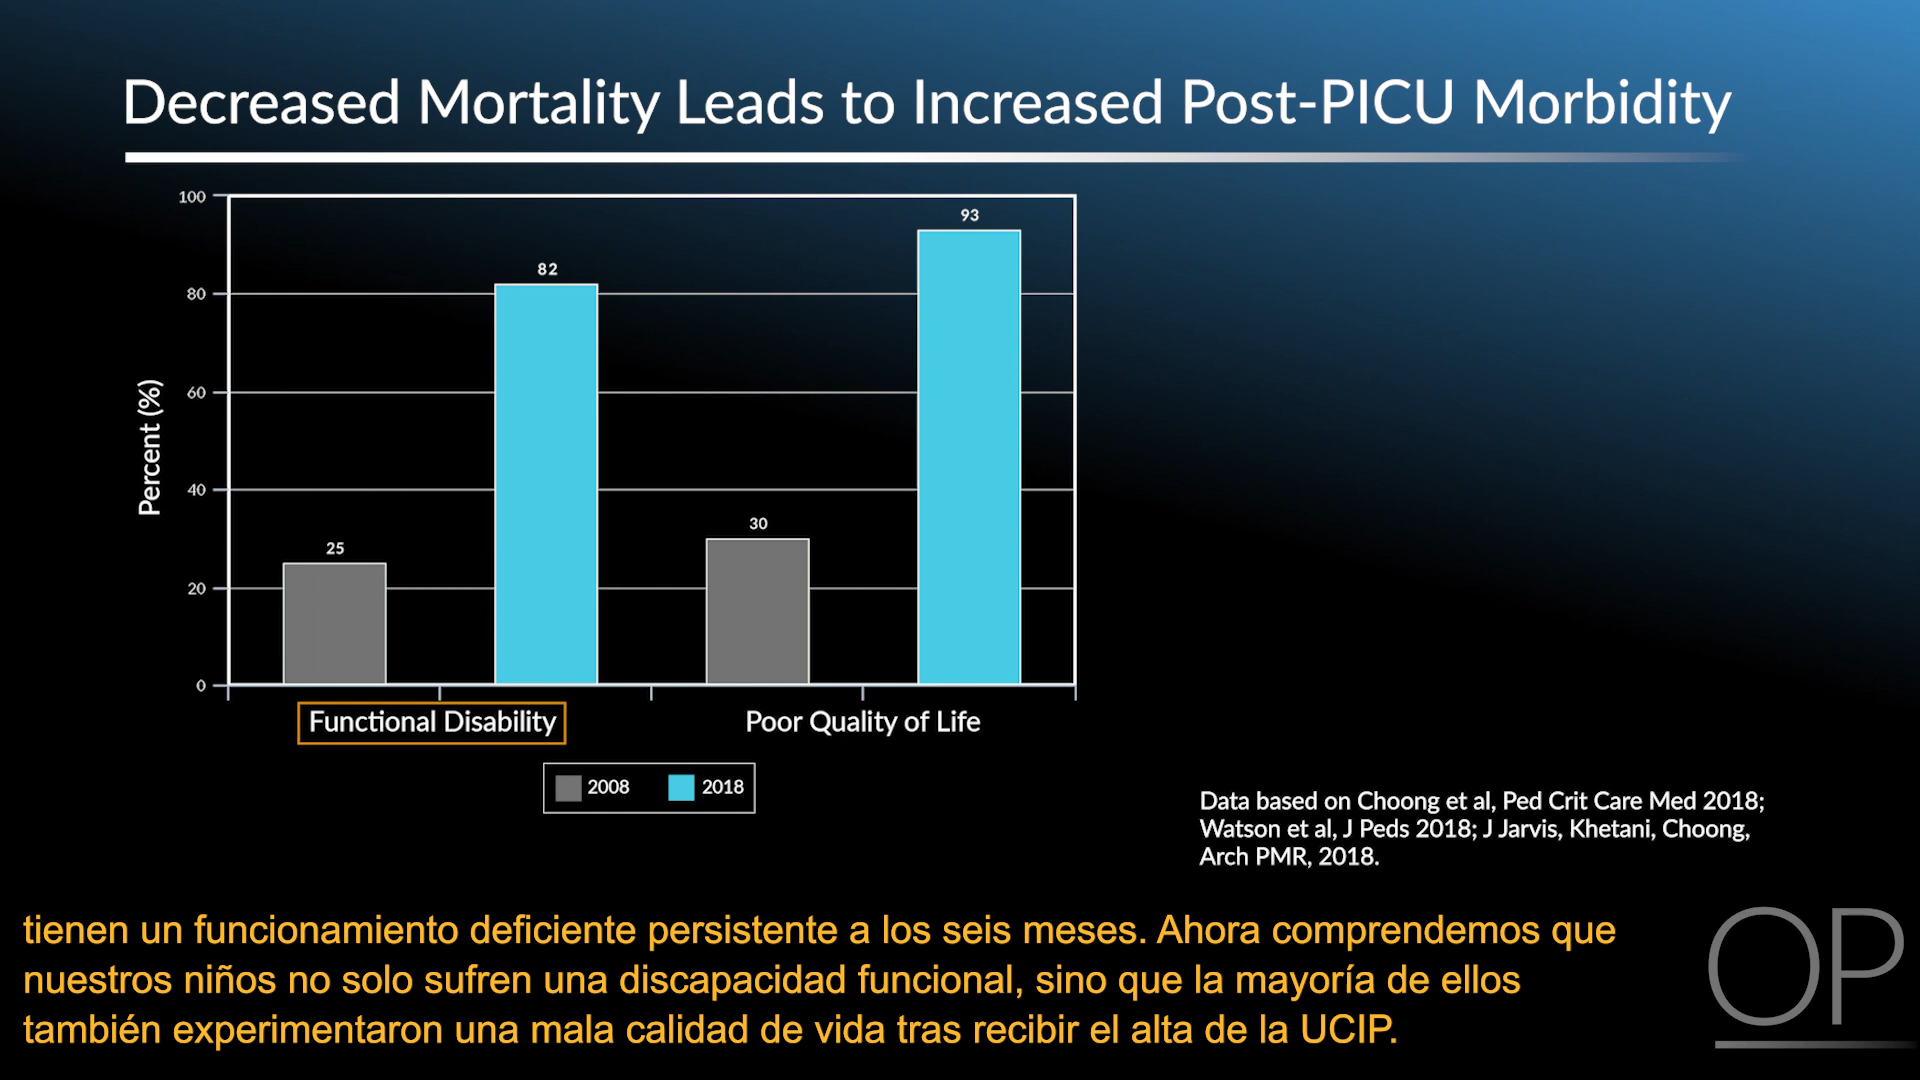 Decreased Mortality Leads to Increased Post-PICU Morbidity
100
80
60
40
20
0
Percent (%)
25
82
30
93
Functional Disability
Poor Quality of Life
2008
2018
Data based on Choong et al, Ped Crit Care Med 2018;
Watson et al, J Peds 2018; J Jarvis, Khetani, Choong,
Arch PMR, 2018.
tienen un funcionamiento deficiente persistente a los seis meses. Ahora comprendemos que
nuestros niños no solo sufren una discapacidad funcional, sino que la mayoría de ellos
también experimentaron una mala calidad de vida tras recibir el alta de la UCIP.
OP